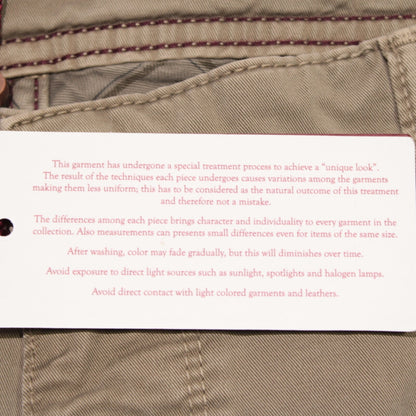 This garment has undergone a special treatment process to achieve a "unique look".
The result of the techniques each piece undergoes causes variations among the garments
making them less uniform; this has to be considered as the natural outcome of this treatment
and therefore not a mistake.
The differences among each piece brings character and individuality to every garment in the
collection. Also measurements can presents small differences even for items of the same size.
After washing, color may fade gradually, but this will diminishes over time.
Avoid exposure to direct light sources such as sunlight, spotlights and halogen lamps.
Avoid direct contact with light colored garments and leathers.